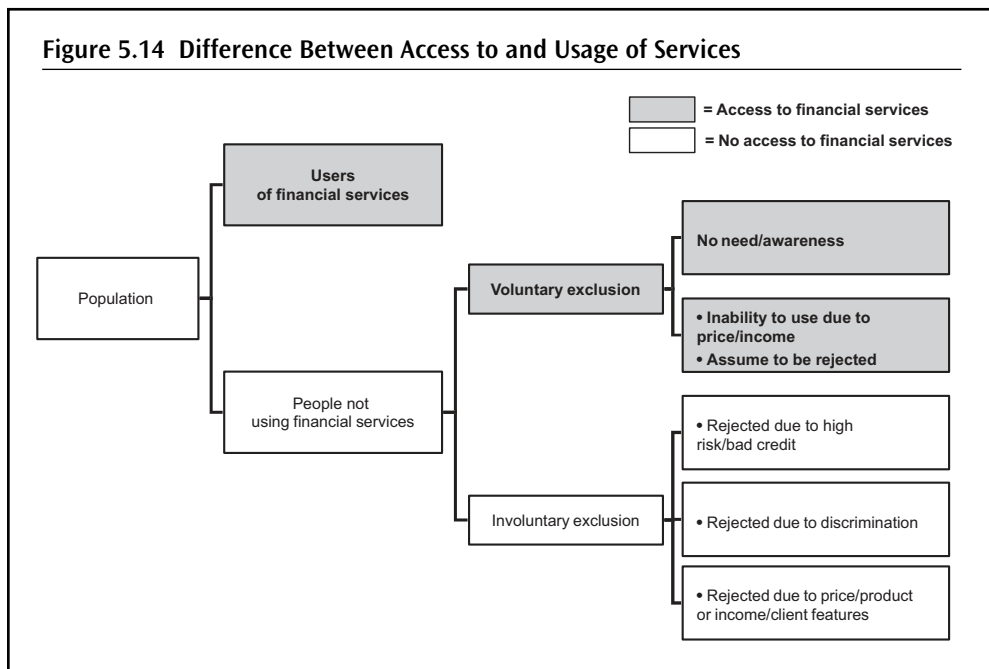 Figure 5.14 Difference Between Access to and Usage of Services
= Access to financial services
= No access to financial services
Users
of financial services
No need/awareness
Population
Voluntary exclusion
• Inability to use due to
price/income
• Assume to be rejected
People not
using financial services
• Rejected due to high
risk/bad credit
Involuntary exclusion
• Rejected due to discrimination
• Rejected due to price/product
or income/client features